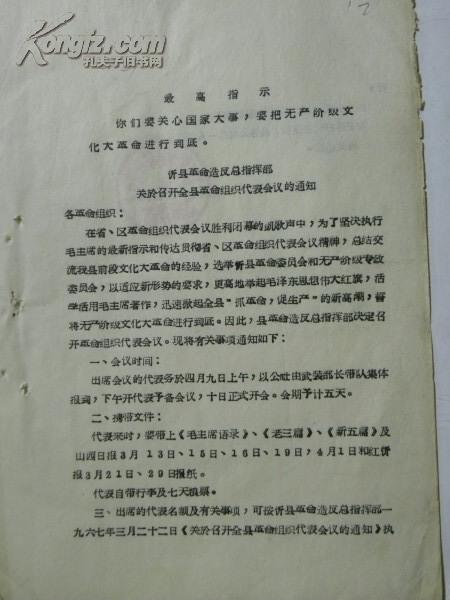 12
Kongfz.com
孔夫子旧书网
最高指示
你们要关心国家大事，要把无产阶级文
化大革命进行到底。
忻县革命造反总指挥部
关於召开全县革命组织代表会议的通知
各革命组织：
在省、区革命组织代表会议胜利闭幕的凯歌声中，为了坚决执行
毛主席的最新指示和传达贯彻省、区革命组织代表会议精神，总结交
流我县前段文化大革命的经验，选举忻县革命委员会和无产阶级专政
委员会，以适应新形势的要求，更高地举起毛泽东思想伟大红旗，活
学活用毛主席著作，迅速掀起全县“抓革命，促生产”的新高潮，誓
将无产阶级文化大革命进行到底。因此，县革命造反总指挥部决定召
开革命组织代表会议。现将有关事项通知如下：
一、会议时间：
出席会议的代表务於四月九日上午，以公社由武装部长带队集体
报到，下午开代表予备会议，十日正式开会。会期予计五天。
二、携带文件：
代表来时，要带上《毛主席语录》、《老三篇》、《新五篇》及
山西日报3月13日、15日、16日、19日，4月1日和红忻
报3月21日、29日报纸。
代表自带行李及七天粮票。
三、出席的代表名额及有关事项，可按忻县革命造反总指挥部一
九六七年三月二十二日《关於召开全县革命组织代表会议的通知》执